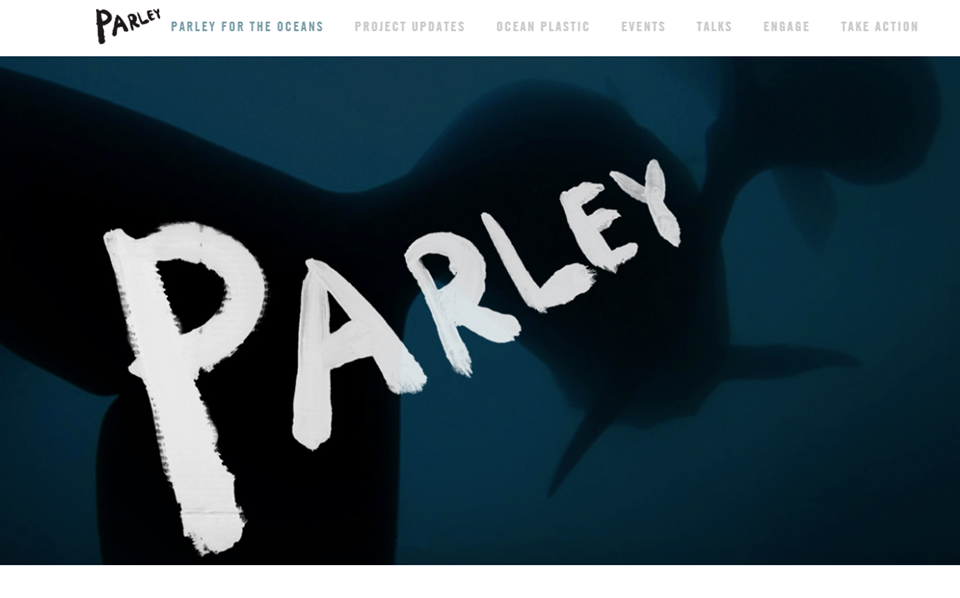 PARLEY PARLEY FOR THE OCEANS PROJECT UPDATES OCEAN PLASTIC EVENTS TALKS ENGAGE TAKE ACTION
PARLEY